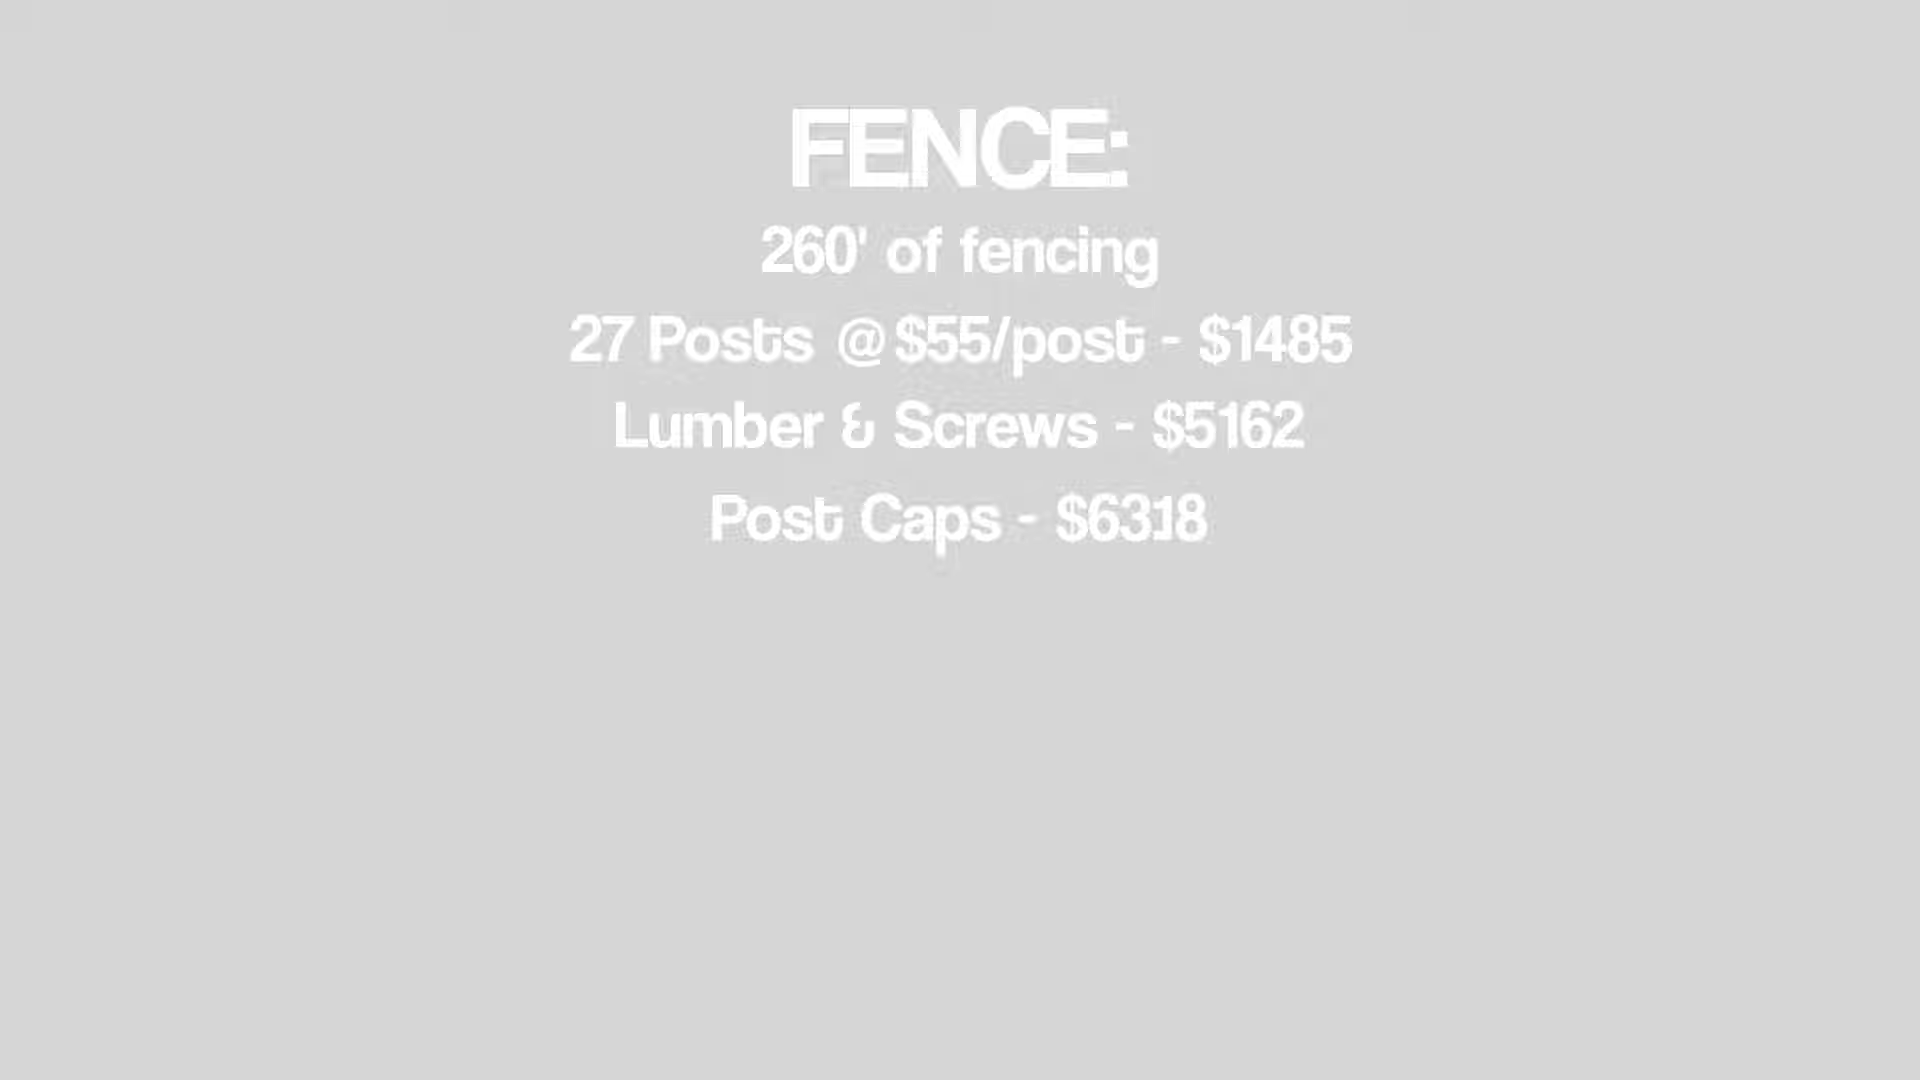 FENCE:
260' of fencing
27 Posts @ $55/post - $1485
Lumber & Screws - $5162
Post Caps - $6318